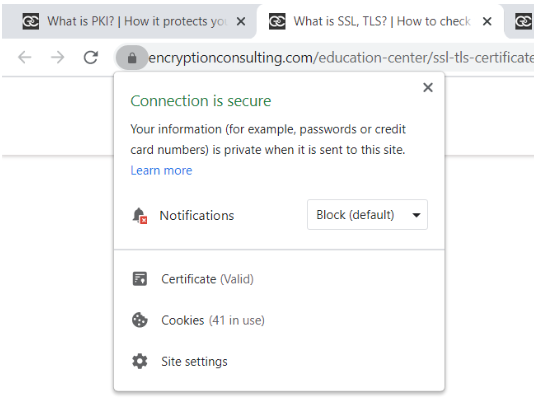 What is PKI? | How it protects you
What is SSL, TLS? | How to check
encryptionconsulting.com/education-center/ssl-tls-certificate
Connection is secure
Your information (for example, passwords or credit
card numbers) is private when it is sent to this site.
Learn more
Notifications
Block (default)
Certificate (Valid)
Cookies (41 in use)
Site settings